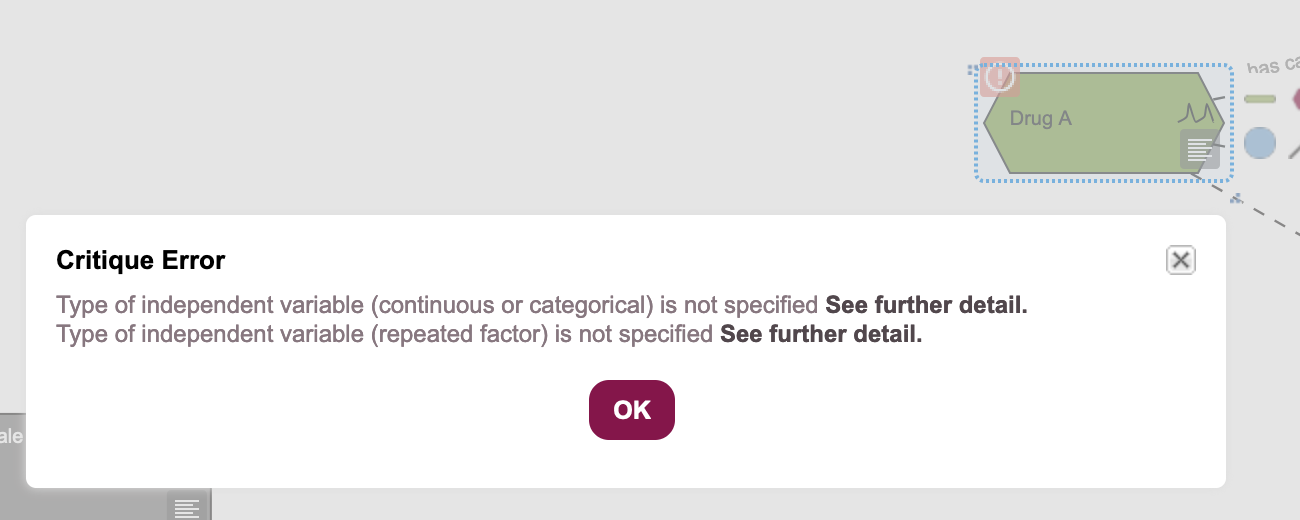 has ca
Drug A
Critique Error
Type of independent variable (continuous or categorical) is not specified See further detail.
Type of independent variable (repeated factor) is not specified See further detail.
OK
ale